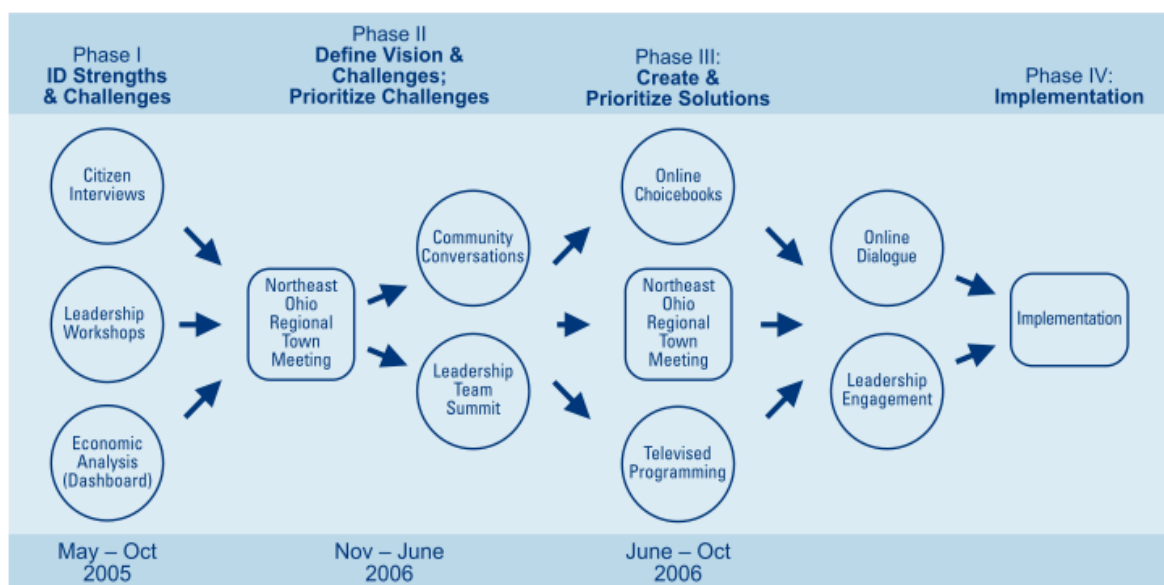 Phase I
ID Strengths
& Challenges
Phase II
Define Vision &
Challenges;
Prioritize Challenges
Phase III:
Create &
Prioritize Solutions
Phase IV:
Implementation
Citizen
Interviews
Leadership
Workshops
Economic
Analysis
(Dashboard)
Northeast
Ohio
Regional
Town
Meeting
Community
Conversations
Leadership
Team
Summit
Online
Choicebooks
Northeast
Ohio
Regional
Town
Meeting
Televised
Programming
Online
Dialogue
Leadership
Engagement
Implementation
May – Oct
2005
Nov – June
2006
June – Oct
2006